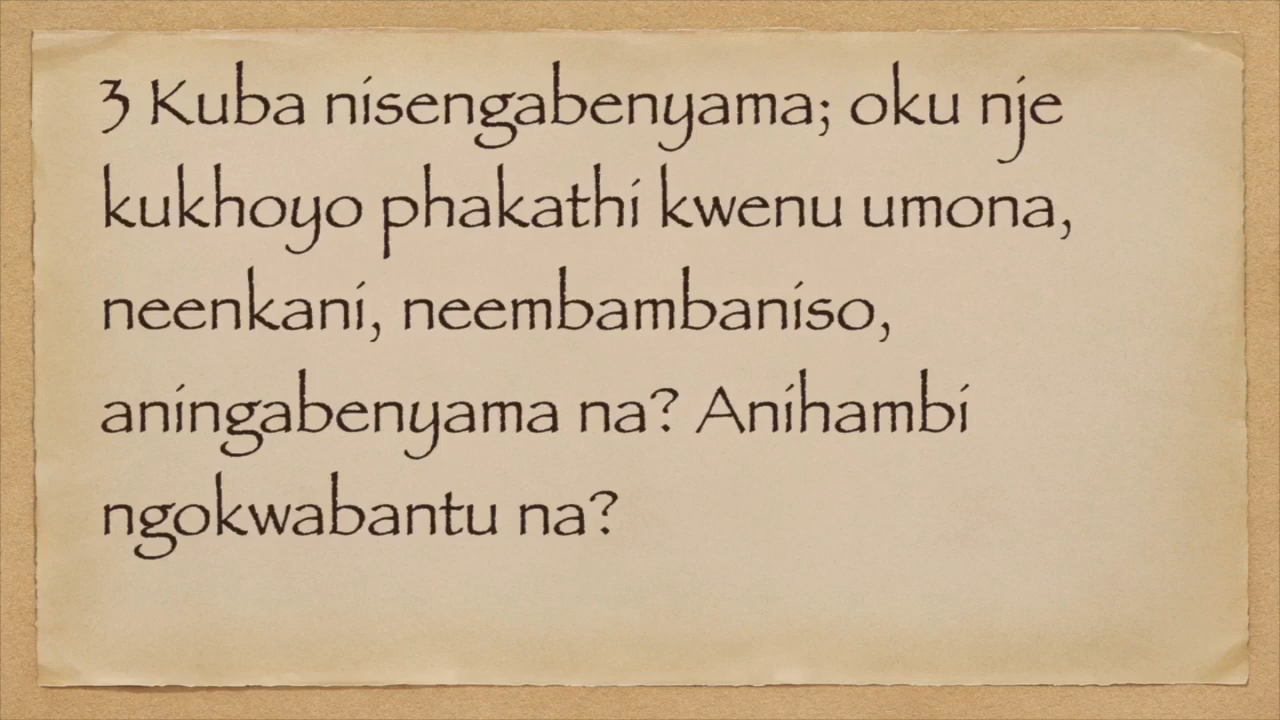 3 Kuba nisengabenyama; oku nje
kukhoyo phakathi kwenu umona,
neenkani, neembambaniso,
aningabenyama na? Anihambi
ngokwabantu na?